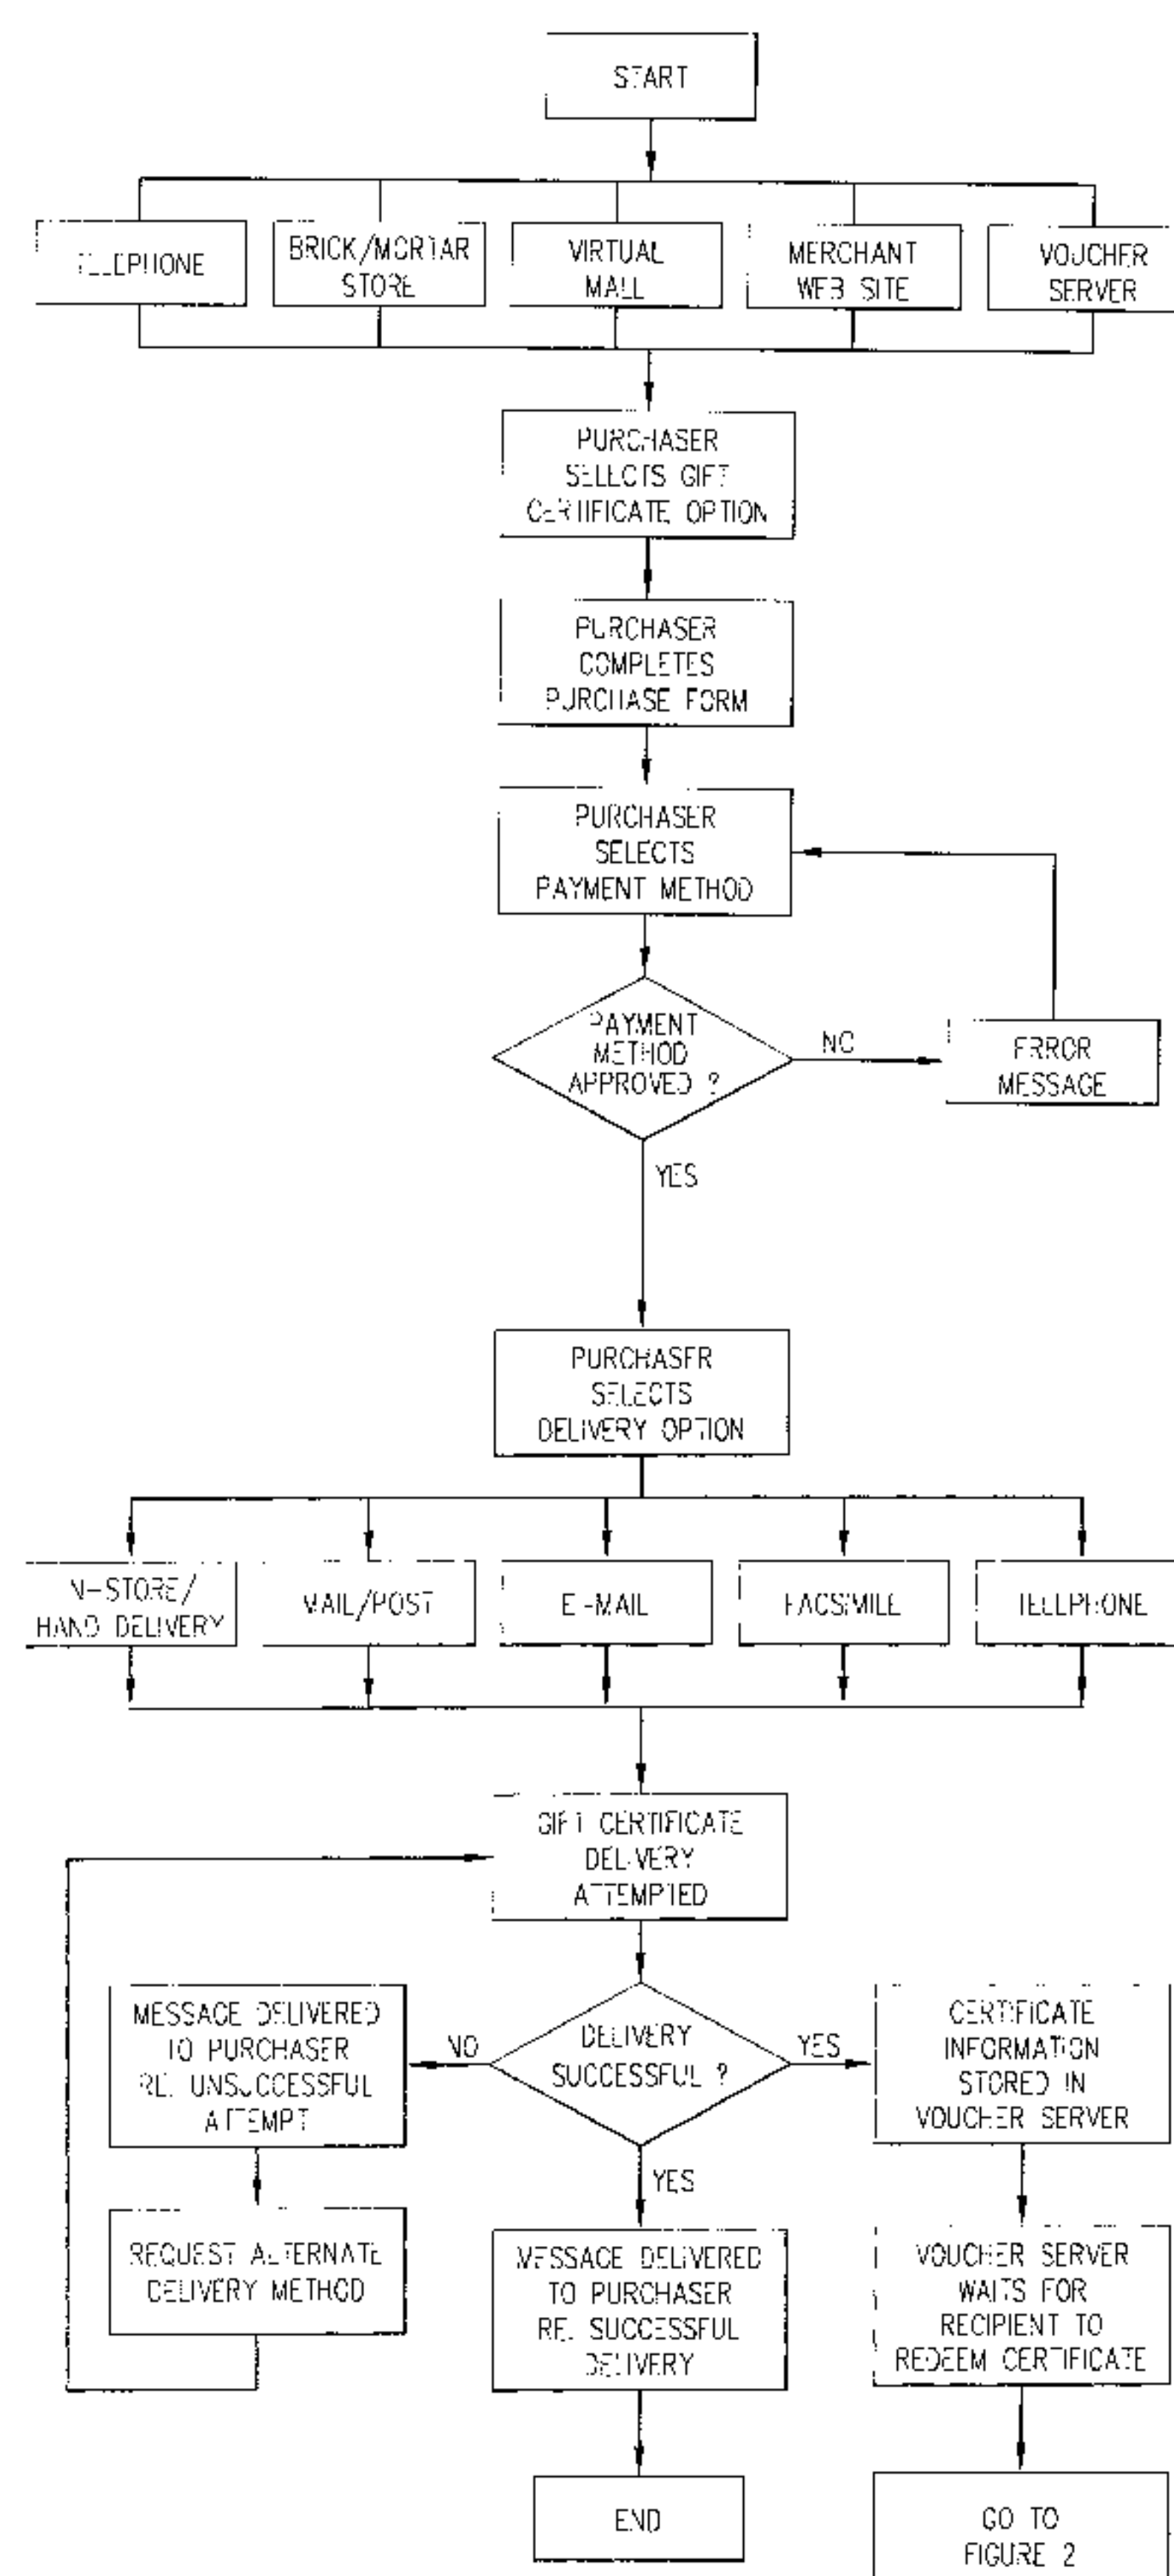 START
TELEPHONE
BRICK/MORTAR
STORE
VIRTUAL
MALL
MERCHANT
WEB SITE
VOUCHER
SERVER
PURCHASER
SELECTS GIFT
CERTIFICATE OPTION
PURCHASER
COMPLETES
PURCHASE FORM
PURCHASER
SELECTS
PAYMENT METHOD
PAYMENT
METHOD
APPROVED ?
NO
ERROR
MESSAGE
YES
PURCHASER
SELECTS
DELIVERY OPTION
IN-STORE/
HAND DELIVERY
MAIL/POST
E-MAIL
FACSIMILE
TELEPHONE
GIFT CERTIFICATE
DELIVERY
ATTEMPTED
MESSAGE DELIVERED
TO PURCHASER
RE: UNSUCCESSFUL
ATTEMPT
NO
DELIVERY
SUCCESSFUL ?
YES
CERTIFICATE
INFORMATION
STORED IN
VOUCHER SERVER
YES
REQUEST ALTERNATE
DELIVERY METHOD
MESSAGE DELIVERED
TO PURCHASER
RE: SUCCESSFUL
DELIVERY
VOUCHER SERVER
WAITS FOR
RECIPIENT TO
REDEEM CERTIFICATE
END
GO TO
FIGURE 2